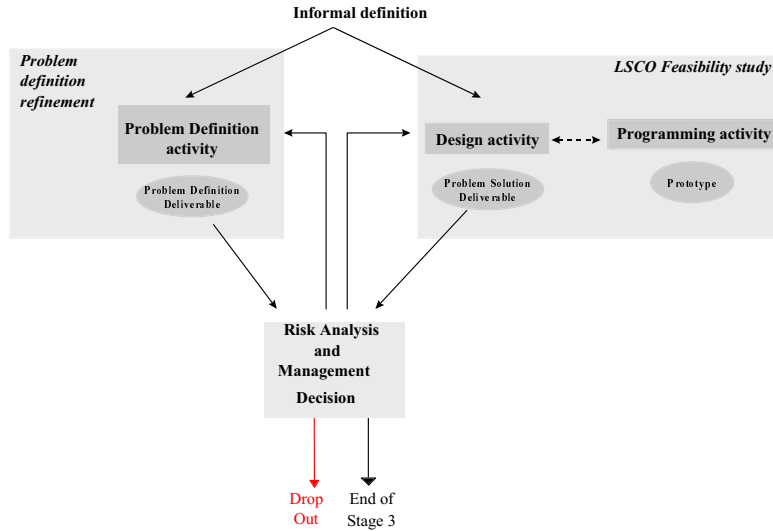 Informal definition
Problem
definition
refinement
LSCO Feasibility study
Problem Definition
activity
Design activity
Programming activity
Problem Definition
Deliverable
Problem Solution
Deliverable
Prototype
Risk Analysis
and
Management
Decision
Drop
Out
End of
Stage 3